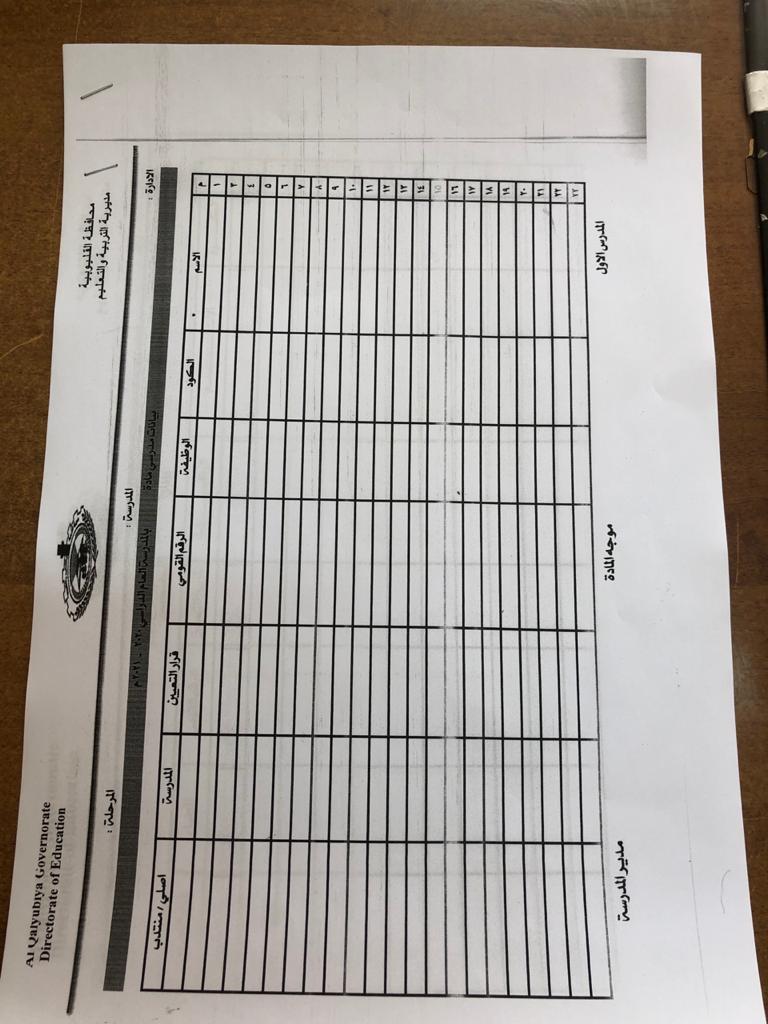 Al Qalyubiya Governorate
Directorate of Education
محافظة القليوبية
مديرية التربية والتعليم
الادارة : المدرسة : المرحلة :
بيانات مدرسي مادة بالمدرسة العام الدراسي ٢٠٢٠ - ٢٠٢١م
م الاسم الكود الوظيفة الرقم القومي قرار التعيين المدرسة اصلي / منتدب
١
٣
٤
٥
٦
٧
٨
٩
١٠
١١
١٢
١٣
١٤
١٥
١٦
١٧
١٨
١٩
٢٠
٢١
٢٢
٢٣
المدرس الاول موجه المادة مدير المدرسة